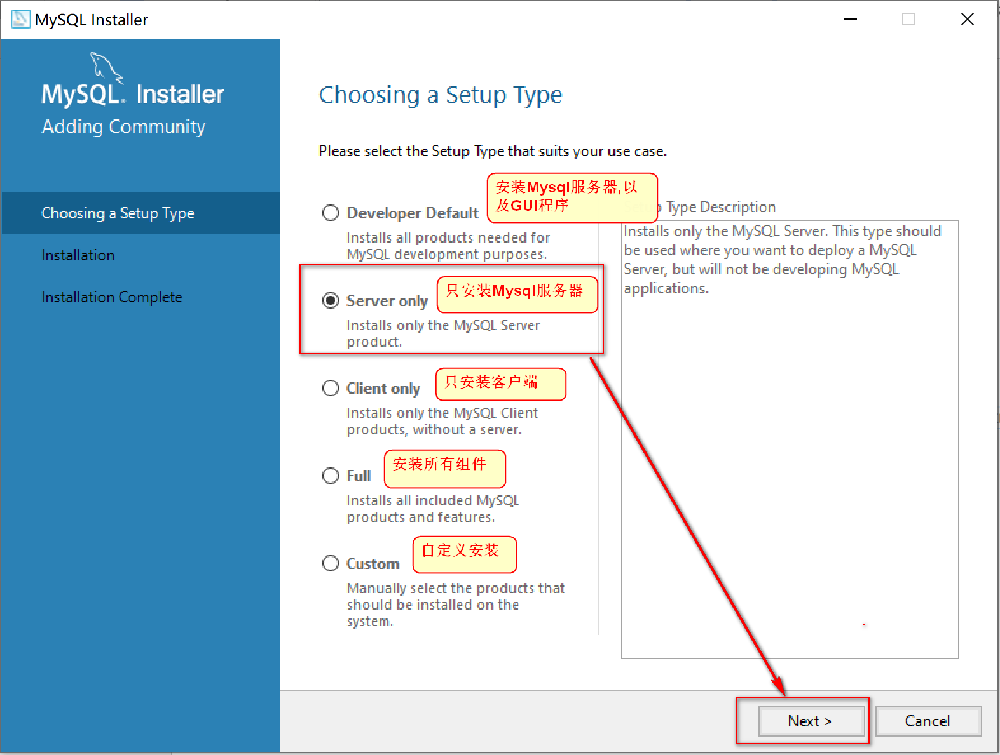 MySQL Installer
MySQL. Installer
Adding Community
Choosing a Setup Type
Installation
Installation Complete
Choosing a Setup Type
Please select the Setup Type that suits your use case.
安装Mysql服务器,以
及GUI程序
Developer Default
Installs all products needed for
MySQL development purposes.
只安装Mysql服务器
Server only
Installs only the MySQL Server
product.
只安装客户端
Client only
Installs only the MySQL Client
products, without a server.
安装所有组件
Full
Installs all included MySQL
products and features.
自定义安装
Custom
Manually select the products that
should be installed on the
system.
Type Description
Installs only the MySQL Server. This type should
be used where you want to deploy a MySQL
Server, but will not be developing MySQL
applications.
Next >
Cancel